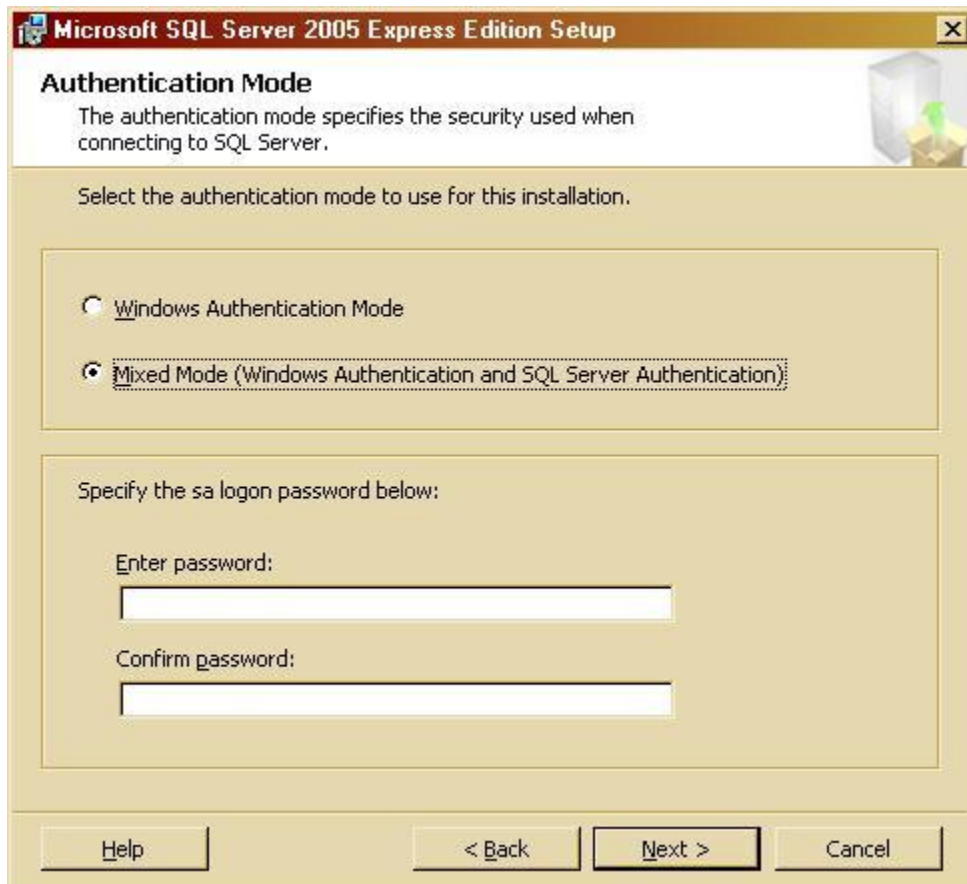 Microsoft SQL Server 2005 Express Edition Setup
Authentication Mode
The authentication mode specifies the security used when
connecting to SQL Server.
Select the authentication mode to use for this installation.
Windows Authentication Mode
Mixed Mode (Windows Authentication and SQL Server Authentication)
Specify the sa logon password below:
Enter password:
Confirm password:
Help
< Back
Next >
Cancel